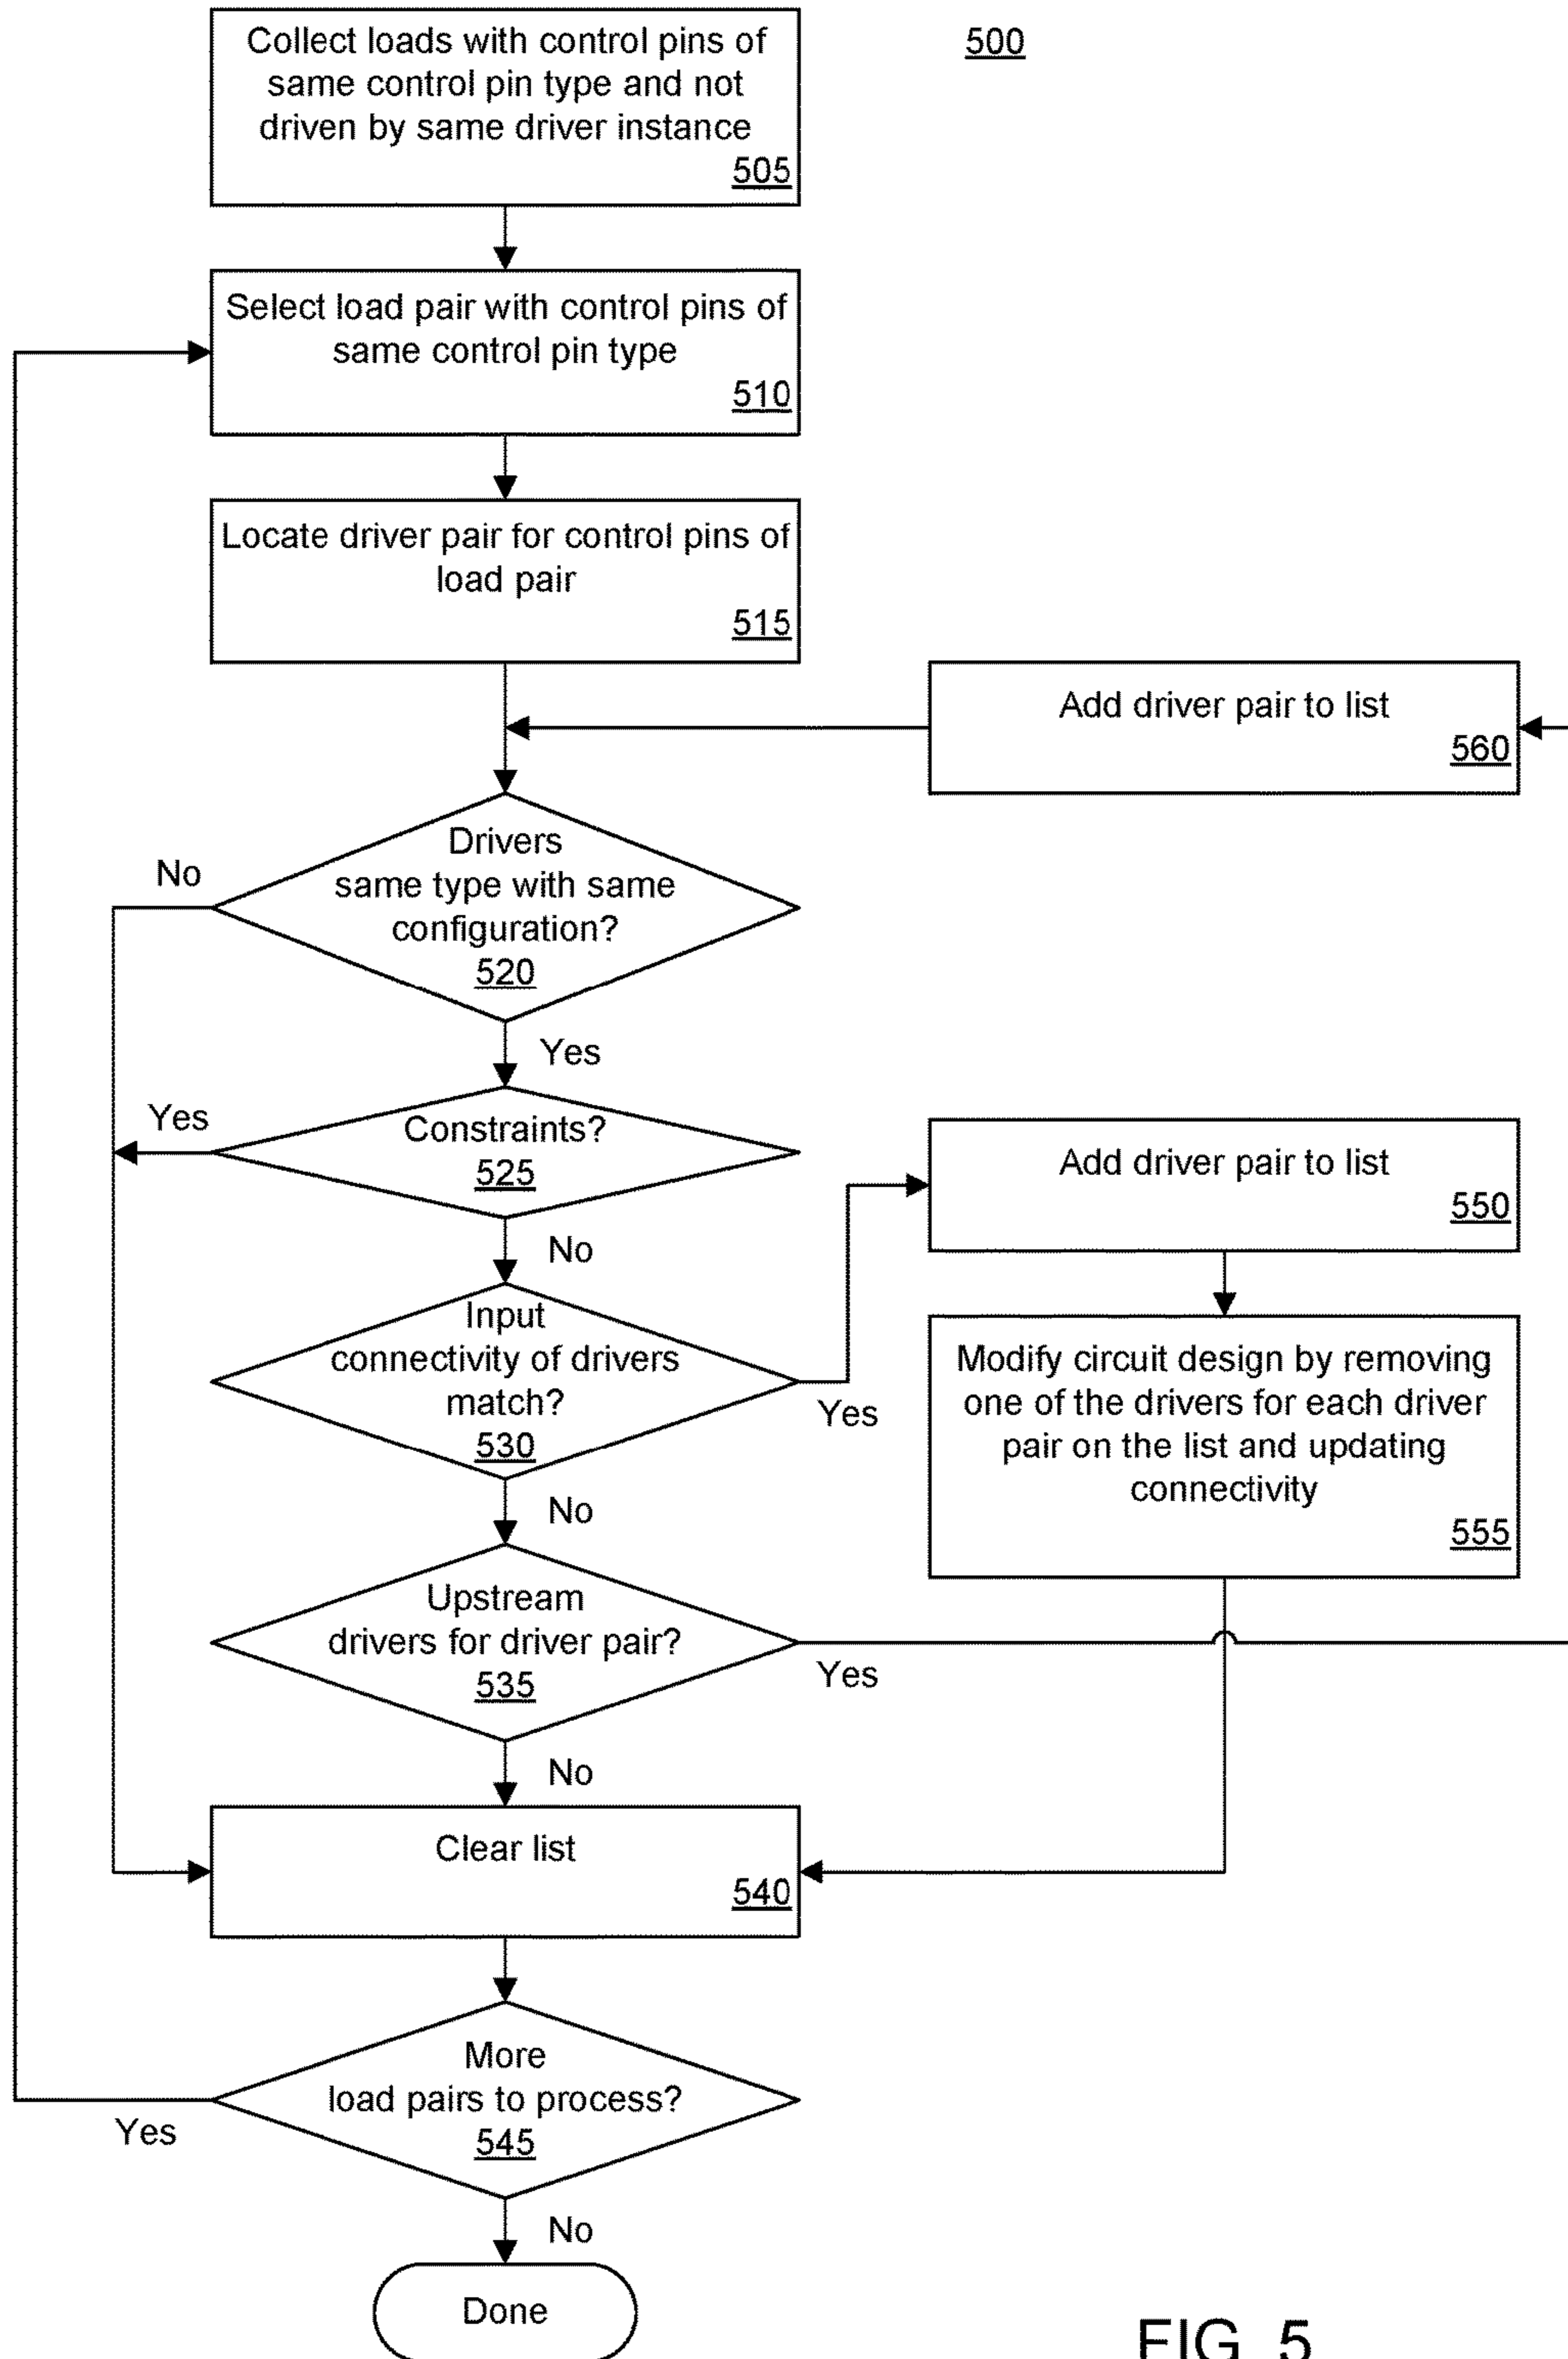 Collect loads with control pins of
same control pin type and not
driven by same driver instance
505
500
Select load pair with control pins of
same control pin type
510
Locate driver pair for control pins of
load pair
515
Add driver pair to list
560
Drivers
same type with same
configuration?
520
No
Yes
Constraints?
525
Yes
No
Add driver pair to list
550
Input
connectivity of drivers
match?
530
Yes
No
Modify circuit design by removing
one of the drivers for each driver
pair on the list and updating
connectivity
555
Upstream
drivers for driver pair?
535
Yes
No
Clear list
540
More
load pairs to process?
545
Yes
No
Done
FIG. 5